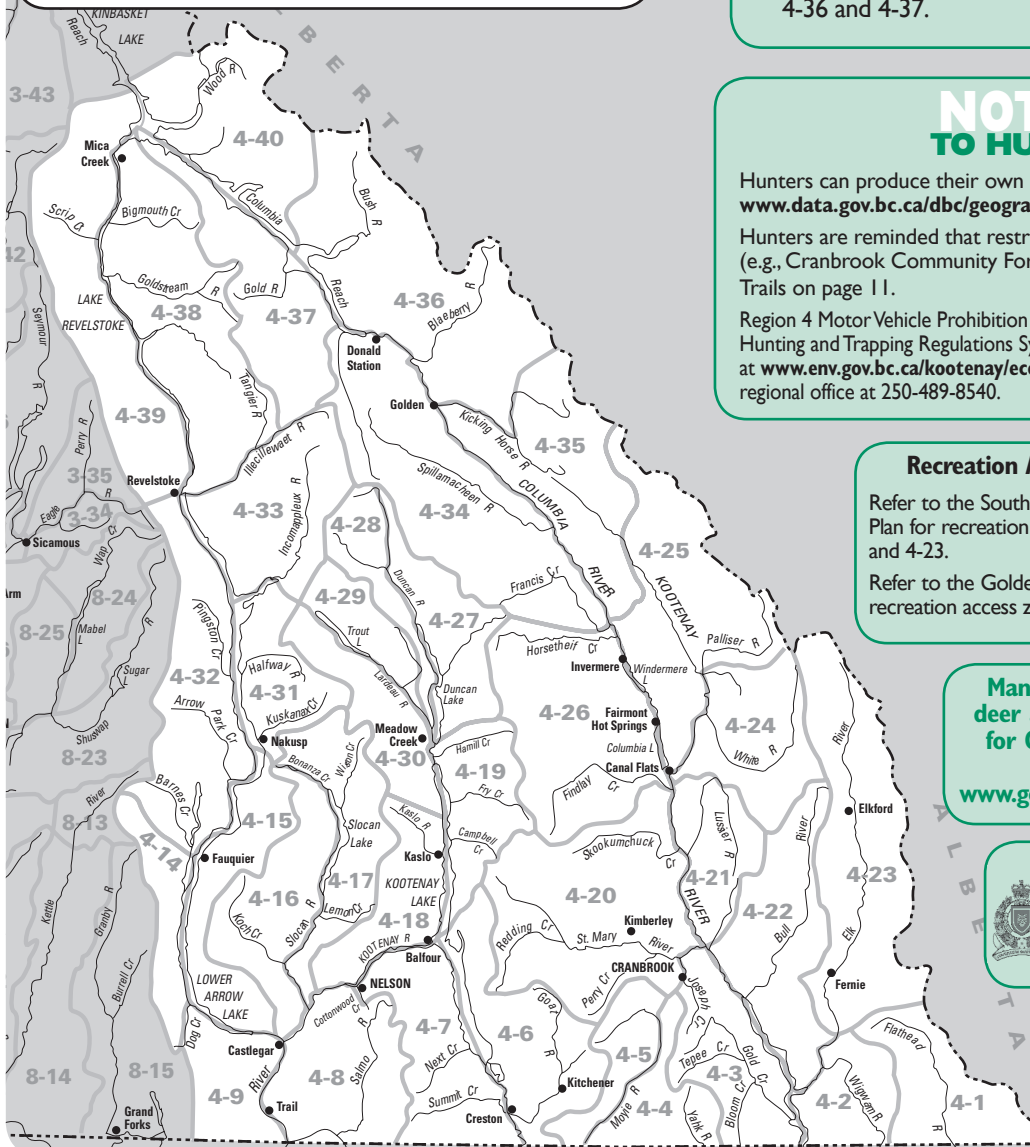 4-36 and 4-37.
NOT
TO HU
Hunters can produce their own
www.data.gov.bc.ca/dbc/geogra
Hunters are reminded that restr
(e.g., Cranbrook Community For
Trails on page 11.
Region 4 Motor Vehicle Prohibition
Hunting and Trapping Regulations Sy
at www.env.gov.bc.ca/kootenay/eco
regional office at 250-489-8540.
Recreation A
Refer to the South
Plan for recreation
and 4-23.
Refer to the Golde
recreation access z
Man
deer
for C
www.go
KINBASKET
LAKE
Reach
BERTA
ALBERTA
3-43
Wood R
4-40
Mica
Creek
Scrip Cr
Bigmouth Cr
Columbia
Reach
Bush R
42
Goldstream R
Gold R
4-36
4-37
4-38
Blaeberry R
LAKE
REVELSTOKE
Seymour R
Donald
Station
Tangier R
4-39
Golden
Perry R
Kicking Horse R
4-35
Illecillewaet R
3-35
Revelstoke
Spillamacheen R
COLUMBIA
RIVER
Eagle R
3-34
4-33
Incomappleux R
4-28
4-34
Sicamous
Wap Cr
4-25
Arm
8-24
Duncan R
Francis Cr
KOOTENAY
RIVER
8-25
Mabel
L
Pingston Cr
4-29
4-27
Trout
L
Horsethief Cr
Palliser R
Sugar
L
4-32
Halfway R
Lardeau R
Invermere
Windermere
L
4-31
Duncan
Lake
Arrow Park Cr
Kuskanax Cr
4-26
Fairmont
Hot Springs
4-24
River
Shuswap
R
Nakusp
Meadow
Creek
Hamill Cr
Columbia L
White R
8-23
Bonanza Cr
Wilson Cr
4-30
4-19
Canal Flats
Barnes Cr
Fry Cr
Findlay Cr
Elkford
River
8-13
4-15
Slocan
Lake
Kaslo R
Campbell
Cr
Lussier R
River
4-14
Fauquier
Kaslo
Skookumchuck
Cr
4-17
KOOTENAY
LAKE
4-21
4-23
Kettle
Granby R
4-16
4-20
4-22
Koch Cr
Slocan R
Lemon Cr
4-18
Redding Cr
Kimberley
Bull
Elk
KOOTENAY R
Balfour
St. Mary River
Burrell Cr
LOWER
ARROW
LAKE
NELSON
CRANBROOK
Fernie
Cottonwood
Cr
Perry Cr
Joseph
Cr
Dog Cr
Goat
R
Flathead
R
Castlegar
4-7
4-6
4-5
Tepee Cr
Gold Cr
Next Cr
4-3
8-14
8-15
4-9
River
4-8
Salmo R
Kitchener
Moyie R
4-4
Bloom Cr
4-2
Wigwam R
4-1
Summit Cr
Creston
Yahk R
Trail
Grand
Forks